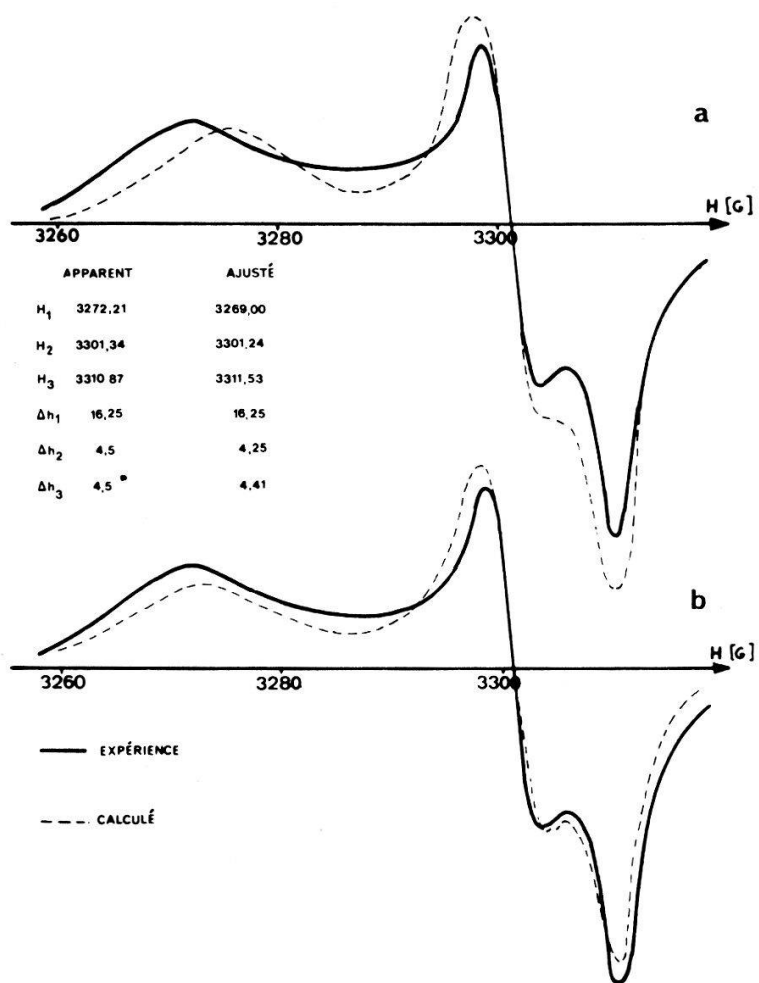 a
H [G]
3260 3280 3300
APPARENT AJUSTÉ
H1 3272,21 3269,00
H2 3301,34 3301,24
H3 3310 87 3311,53
Δh1 16,25 16,25
Δh2 4,5 4,25
Δh3 4,5 4,41
b
H [G]
3260 3280 3300
EXPÉRIENCE
CALCULÉ